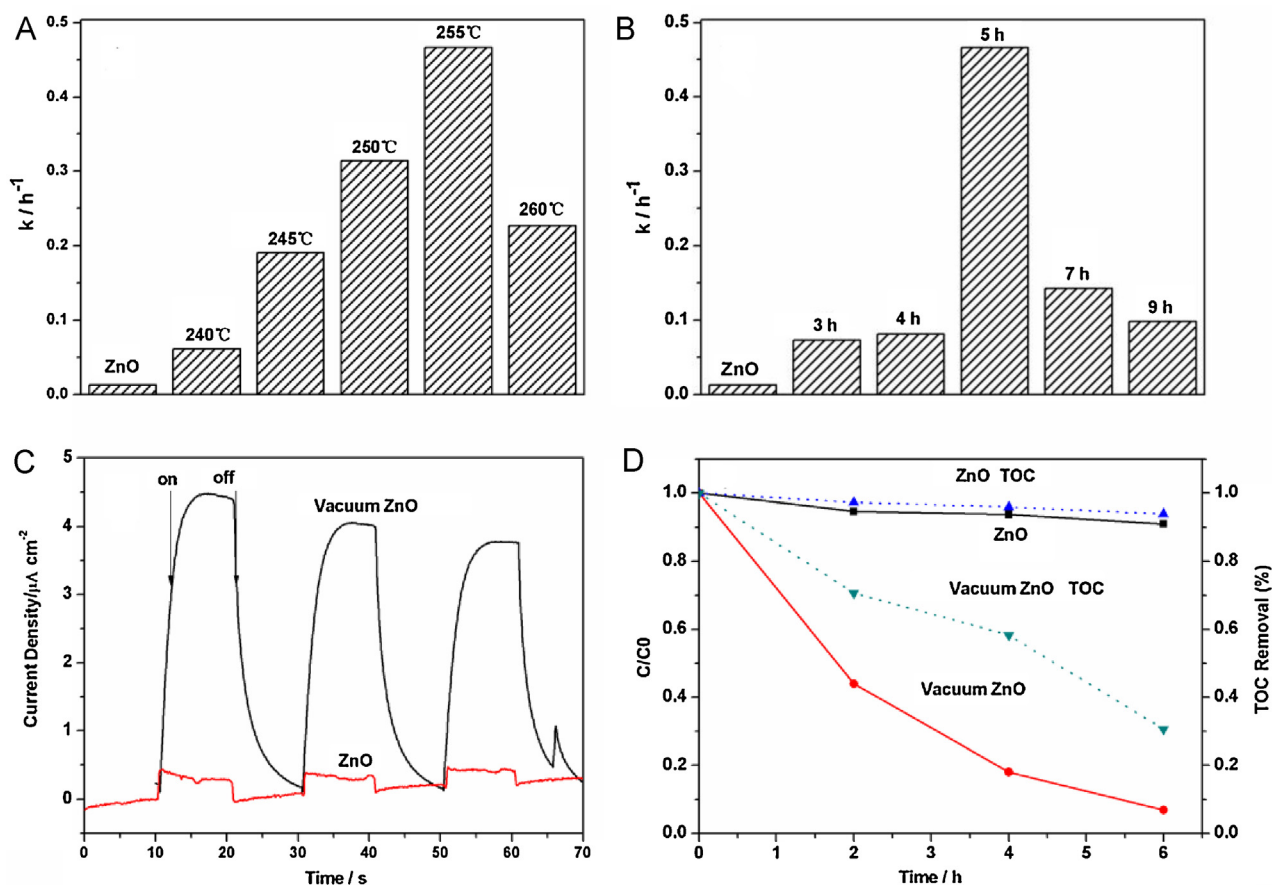 A
0.5
0.4
0.3
0.2
0.1
0.0
k / h⁻¹
ZnO
240℃
245℃
250℃
255℃
260℃
B
0.5
0.4
0.3
0.2
0.1
0.0
k / h⁻¹
ZnO
3 h
4 h
5 h
7 h
9 h
C
5
4
3
2
1
0
Current Density/μA cm⁻²
on
off
Vacuum ZnO
ZnO
0
10
20
30
40
50
60
70
Time / s
D
1.0
0.8
0.6
0.4
0.2
0.0
C/C0
ZnO TOC
ZnO
Vacuum ZnO TOC
Vacuum ZnO
1.0
0.8
0.6
0.4
0.2
0.0
TOC Removal (%)
0
2
4
6
Time / h